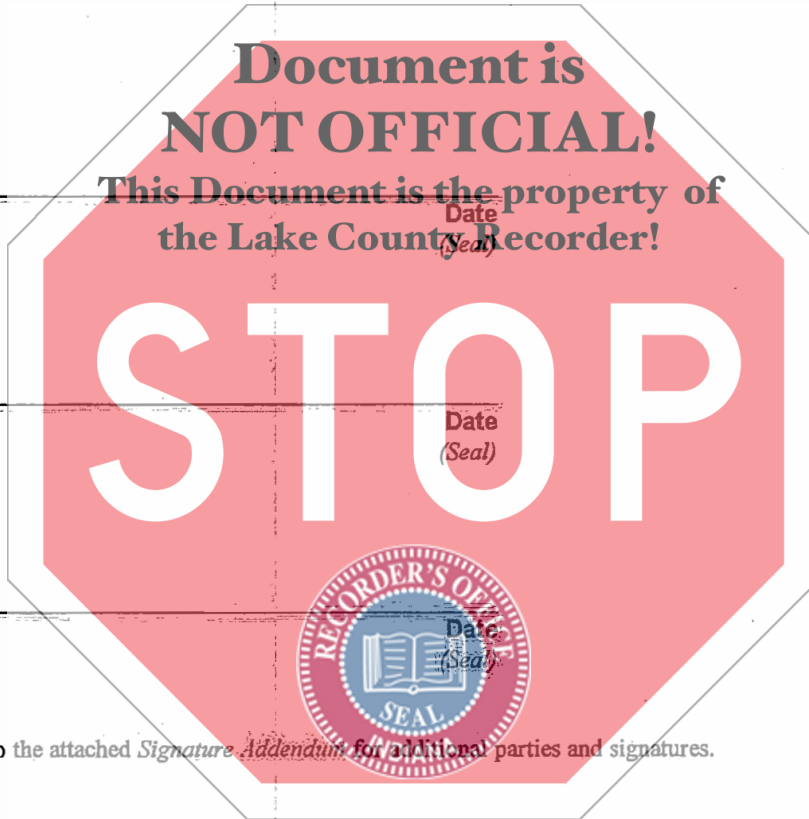 Document is
NOT OFFICIAL!
This Document is the property of
Date
the Lake County Recorder!
(Seal)
STOP
Date
(Seal)
RECORDER'S OFFICE
Date
(Seal)
SEAL
INDIANA
the attached Signature Addendum for additional parties and signatures.